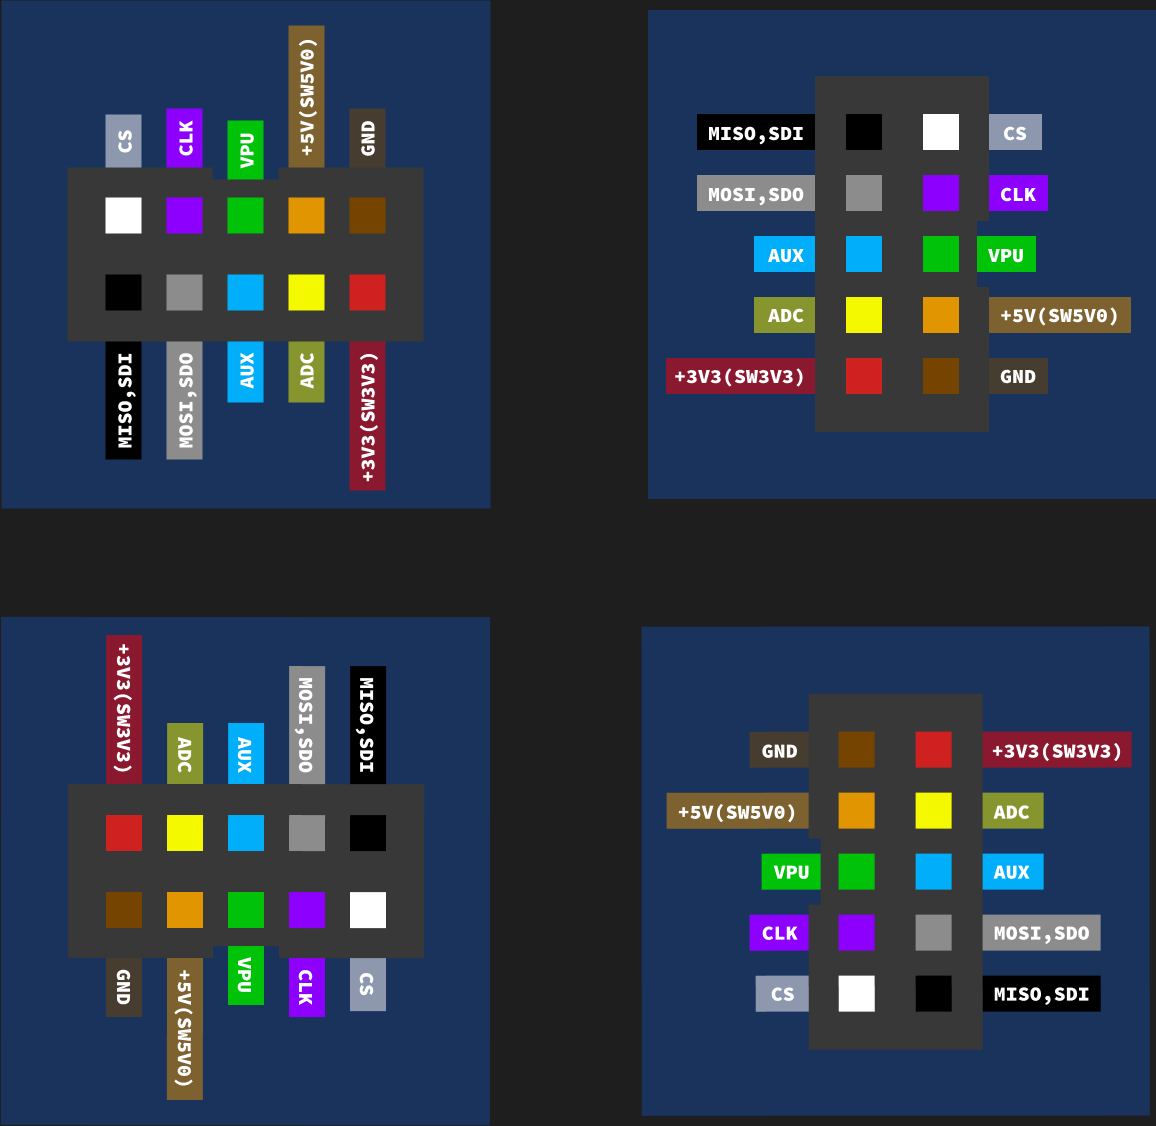 CS
CLK
VPU
+5V(SW5V0)
GND
MISO,SDI
MOSI,SDO
AUX
ADC
+3V3(SW3V3)
MISO,SDI
CS
MOSI,SDO
CLK
AUX
VPU
ADC
+5V(SW5V0)
+3V3(SW3V3)
GND
+3V3(SW3V3)
ADC
AUX
MOSI,SDO
MISO,SDI
GND
+5V(SW5V0)
VPU
CLK
CS
GND
+3V3(SW3V3)
+5V(SW5V0)
ADC
VPU
AUX
CLK
MOSI,SDO
CS
MISO,SDI